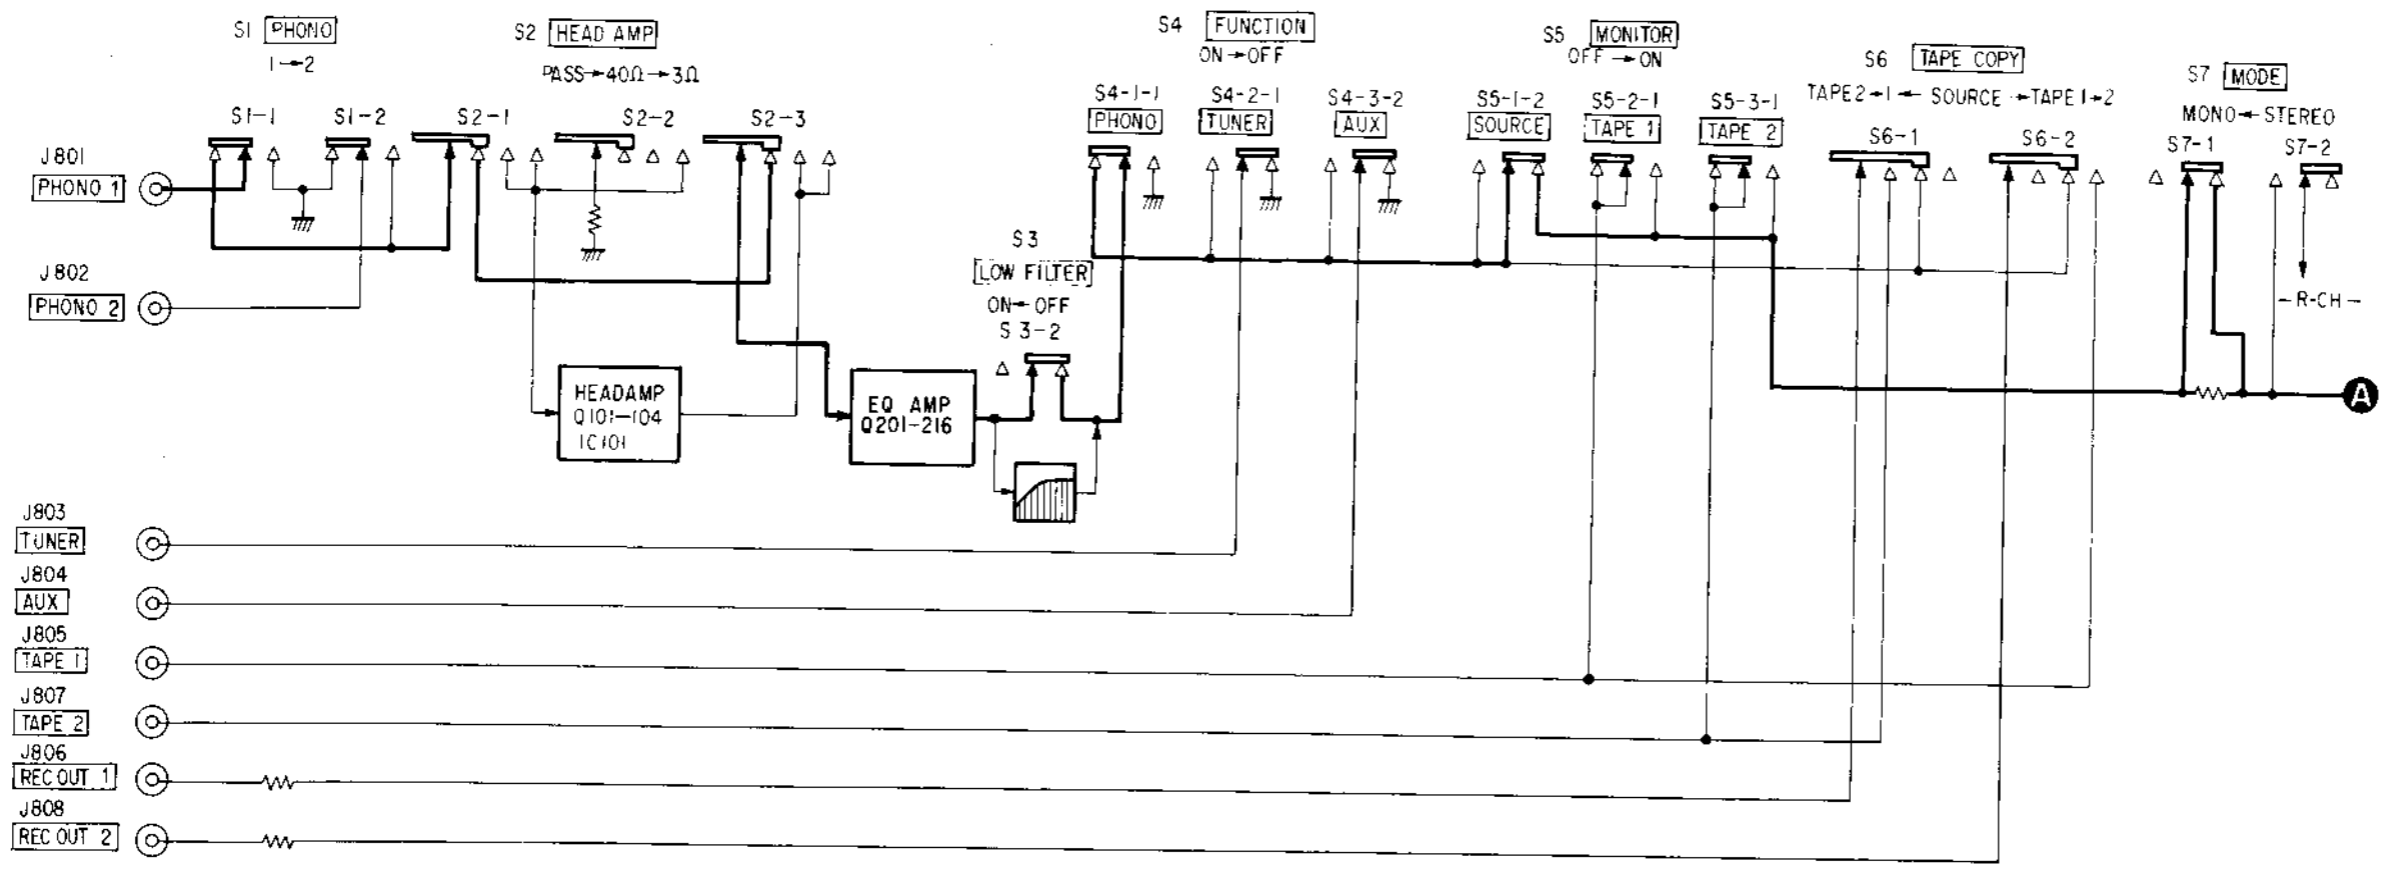 S1 PHONO
1→2
S2 HEAD AMP
PASS→40Ω→3Ω
S4 FUNCTION
ON→OFF
S5 MONITOR
OFF→ON
S6 TAPE COPY
TAPE2→1 ← SOURCE →TAPE1→2
S7 MODE
MONO←STEREO
S1-1
S1-2
S2-1
S2-2
S2-3
S4-1-1
PHONO
S4-2-1
TUNER
S4-3-2
AUX
S5-1-2
SOURCE
S5-2-1
TAPE 1
S5-3-1
TAPE 2
S6-1
S6-2
S7-1
S7-2
J801
PHONO 1
J802
PHONO 2
S3
LOW FILTER
ON←OFF
S3-2
-R-CH-
HEADAMP
Q101-104
IC101
EQ AMP
Q201-216
A
J803
TUNER
J804
AUX
J805
TAPE 1
J807
TAPE 2
J806
REC OUT 1
J808
REC OUT 2